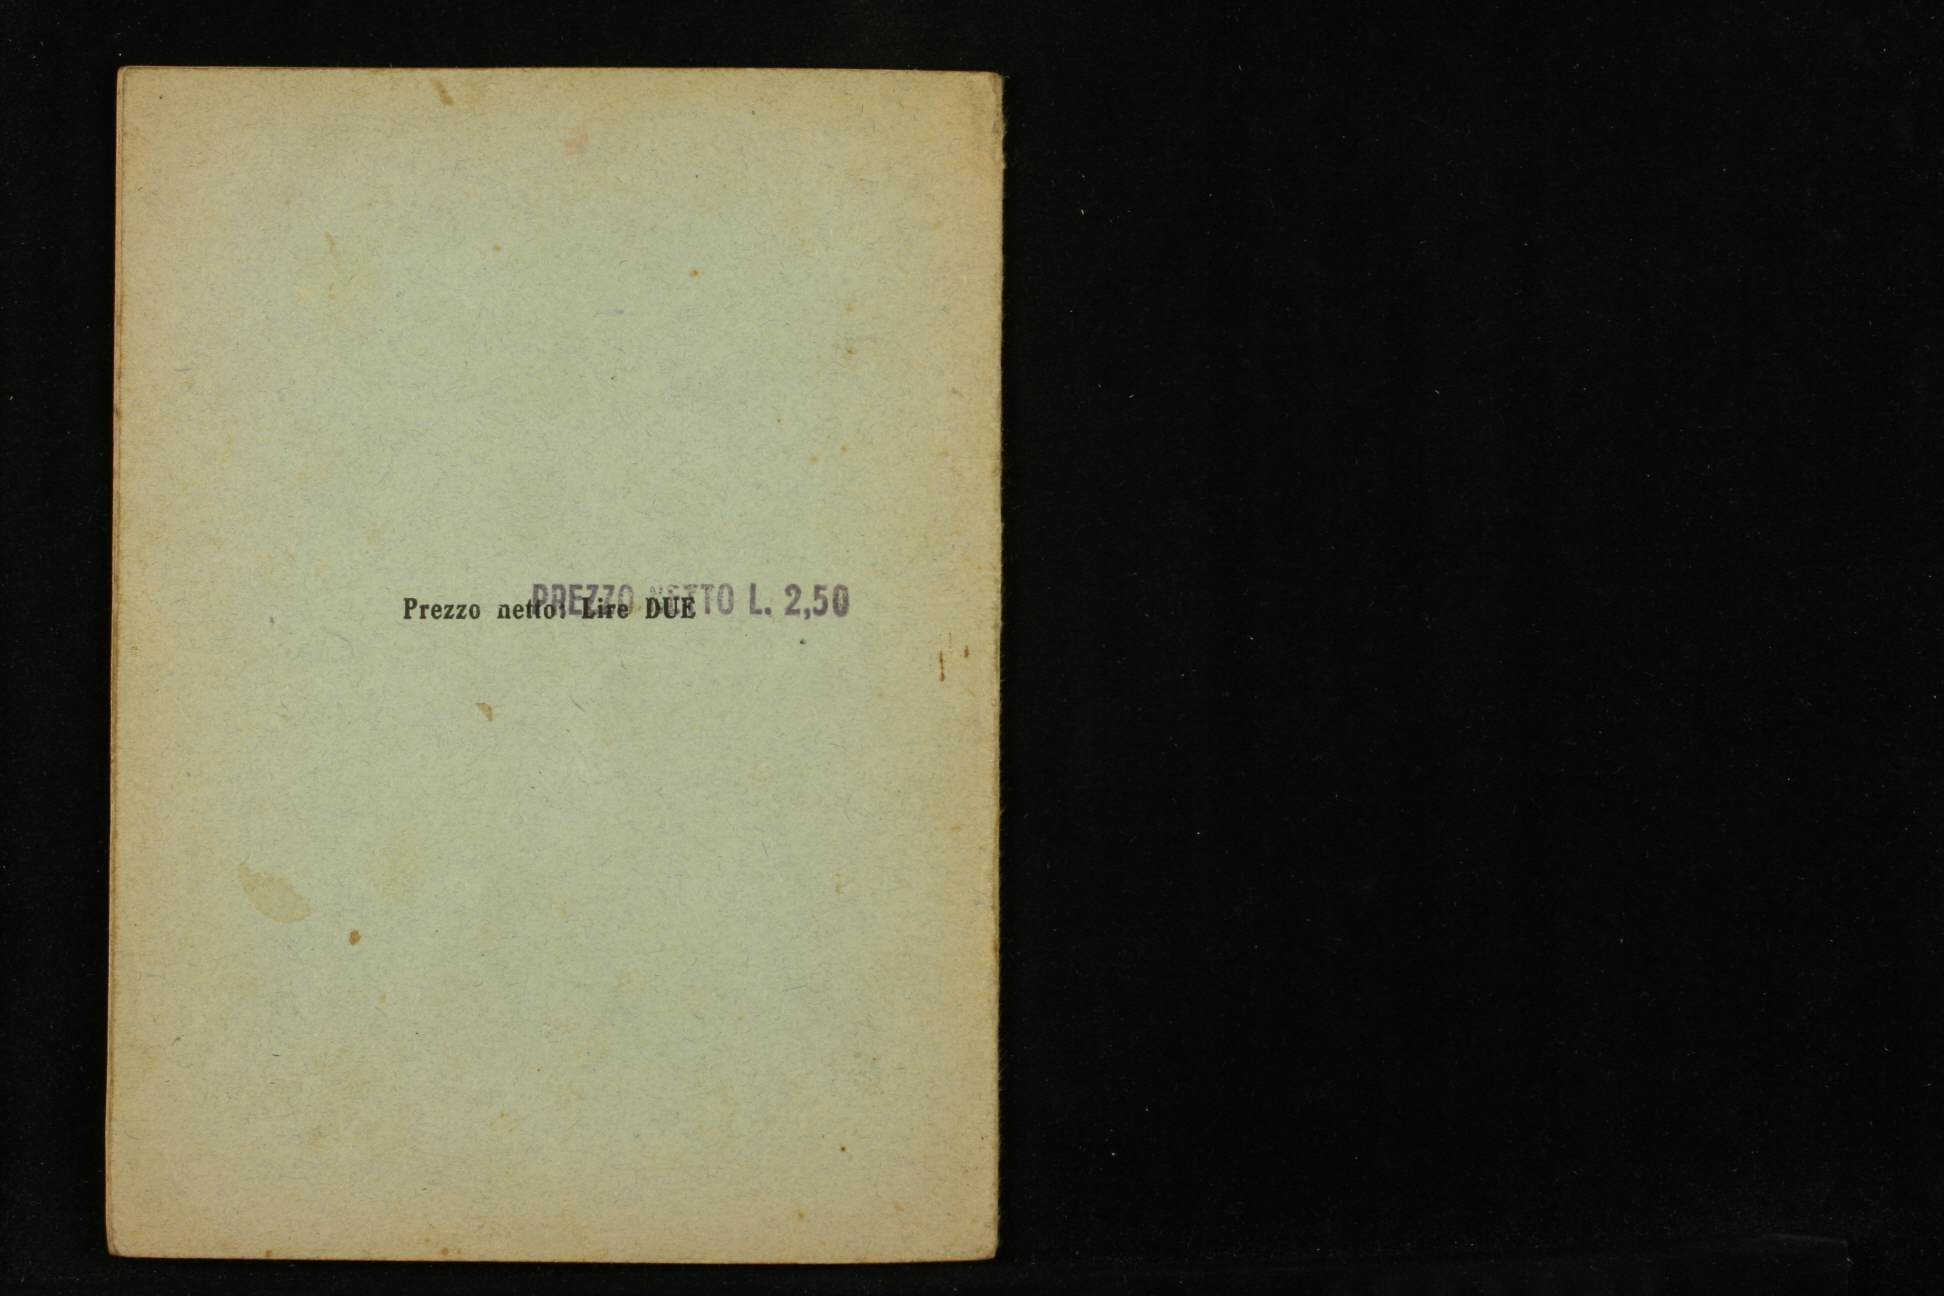 Prezzo netto: Lire DUE
PREZZO NETTO L. 2,50